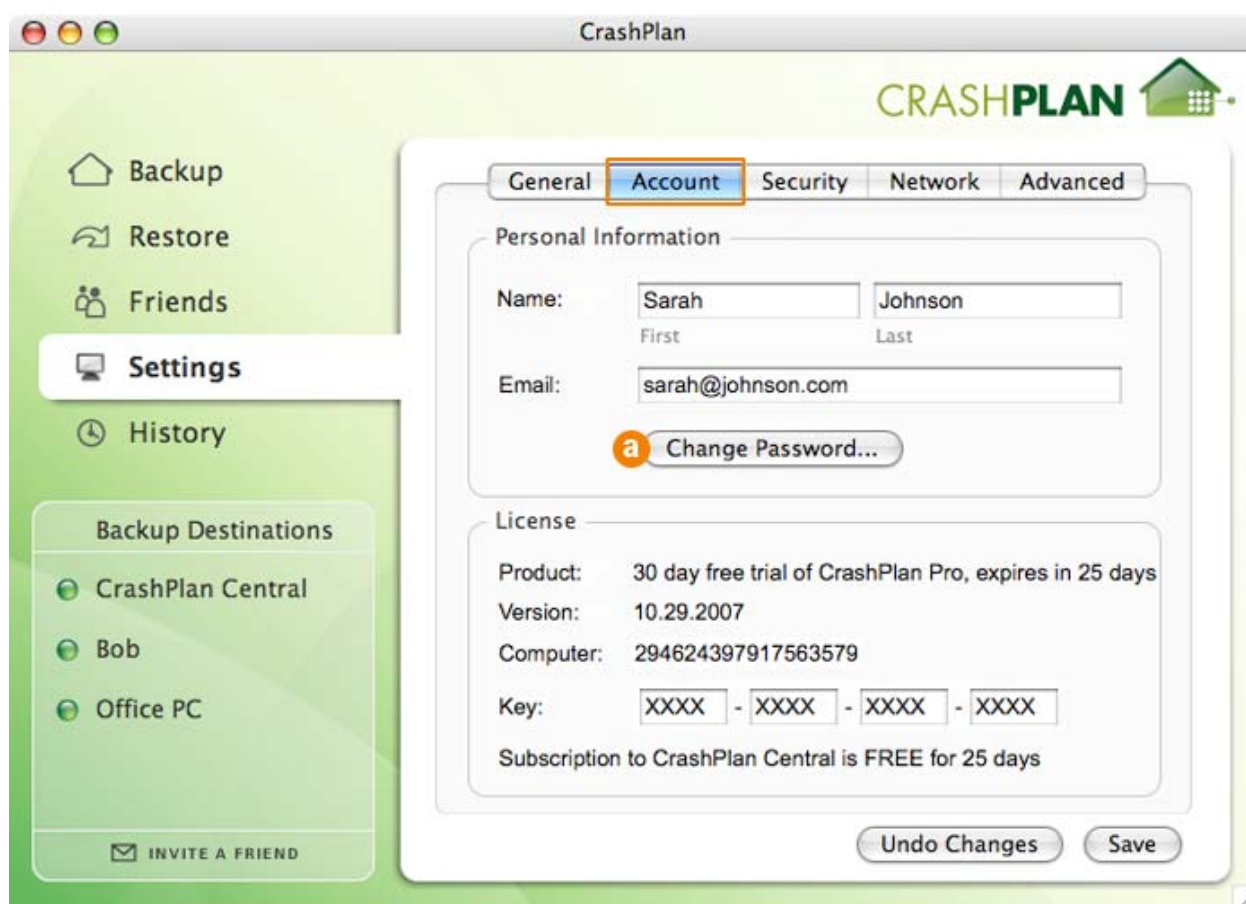 CrashPlan
CRASHPLAN
Backup
Restore
Friends
Settings
History
Backup Destinations
CrashPlan Central
Bob
Office PC
INVITE A FRIEND
General Account Security Network Advanced
Personal Information
Name: Sarah Johnson
First Last
Email: sarah@johnson.com
a Change Password...
License
Product: 30 day free trial of CrashPlan Pro, expires in 25 days
Version: 10.29.2007
Computer: 294624397917563579
Key: XXXX - XXXX - XXXX - XXXX
Subscription to CrashPlan Central is FREE for 25 days
Undo Changes Save